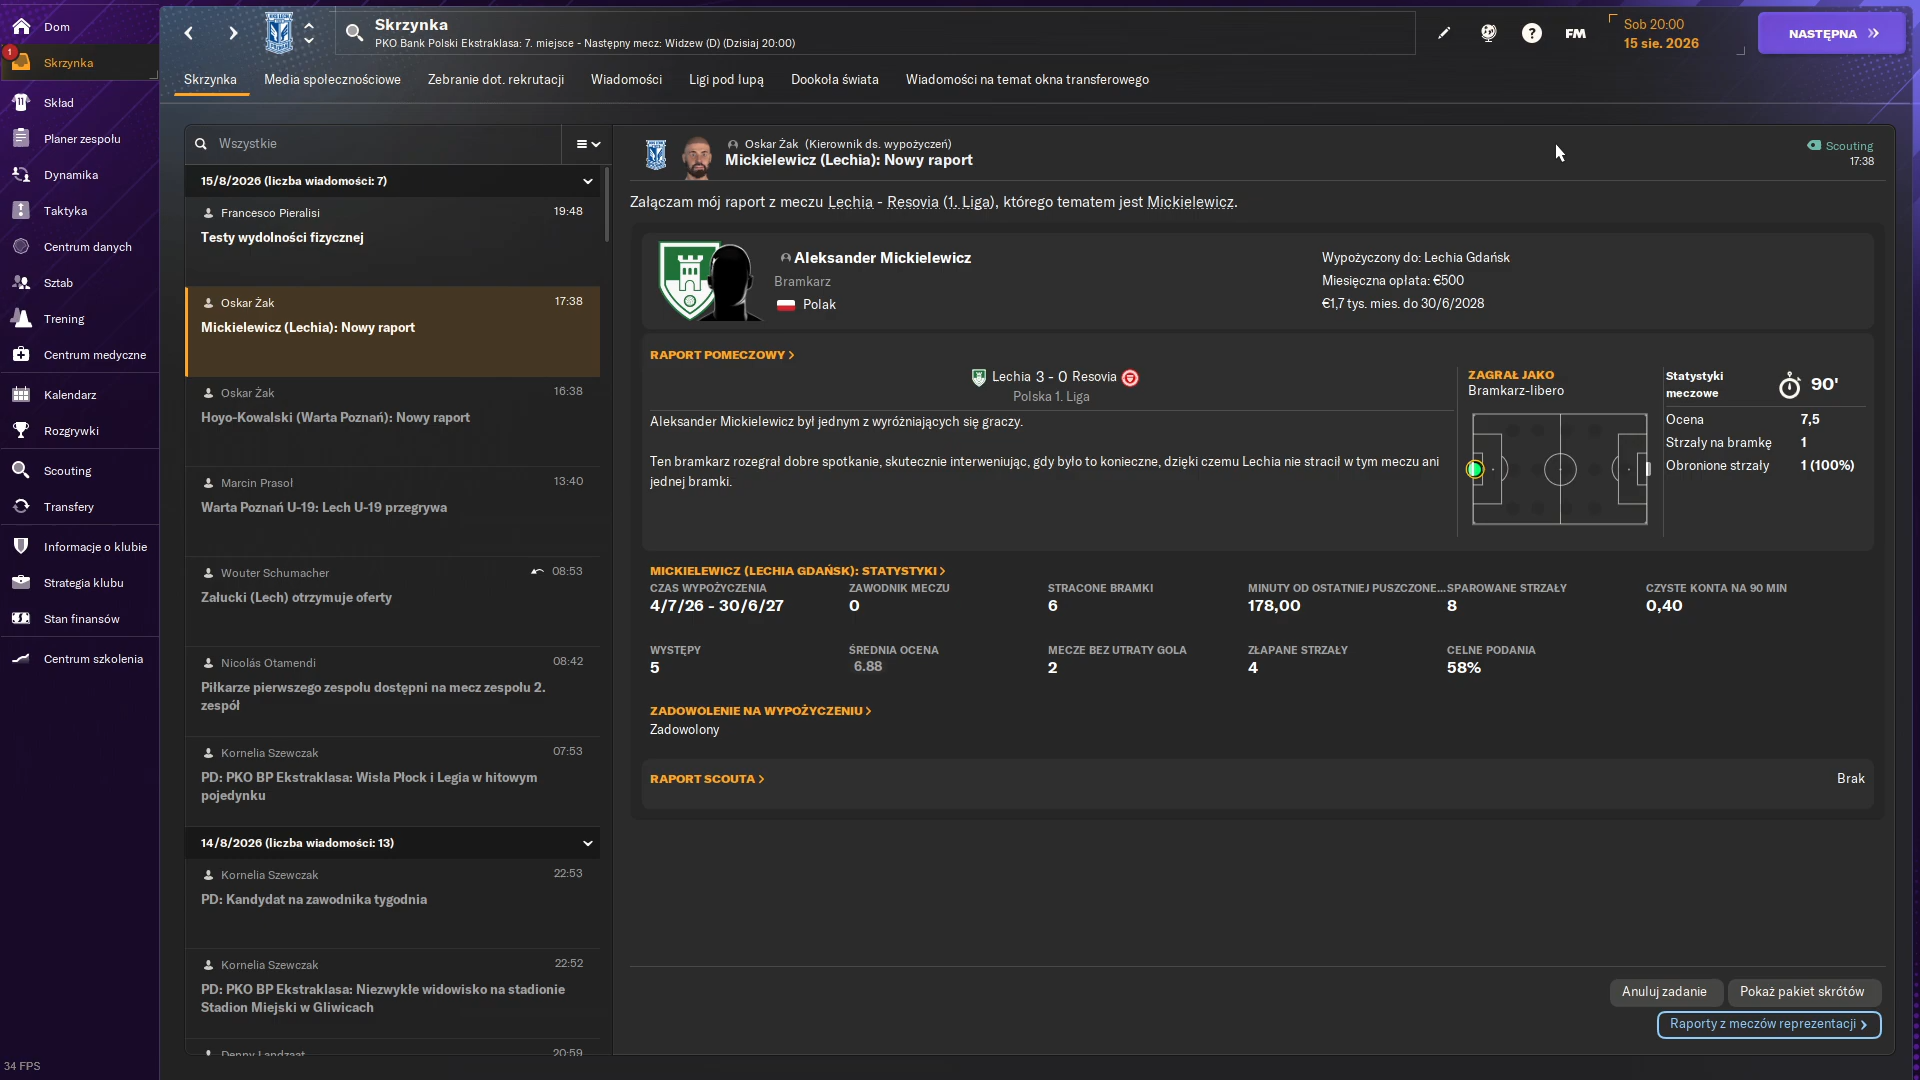 Dom
1
Skrzynka
Skład
Planer zespołu
Dynamika
Taktyka
Centrum danych
Sztab
Trening
Centrum medyczne
Kalendarz
Rozgrywki
Scouting
Transfery
Informacje o klubie
Strategia klubu
Stan finansów
Centrum szkolenia
34 FPS
Skrzynka
PKO Bank Polski Ekstraklasa: 7. miejsce - Następny mecz: Widzew (D) (Dzisiaj 20:00)
FM
Sob 20:00
15 sie. 2026
NASTĘPNA
Skrzynka
Media społecznościowe
Zebranie dot. rekrutacji
Wiadomości
Ligi pod lupą
Dookoła świata
Wiadomości na temat okna transferowego
Wszystkie
15/8/2026 (liczba wiadomości: 7)
Francesco Pieralisi 19:48
Testy wydolności fizycznej
Oskar Żak 17:38
Mickielewicz (Lechia): Nowy raport
Oskar Żak 16:38
Hoyo-Kowalski (Warta Poznań): Nowy raport
Marcin Prasoł 13:40
Warta Poznań U-19: Lech U-19 przegrywa
Wouter Schumacher 08:53
Załucki (Lech) otrzymuje oferty
Nicolás Otamendi 08:42
Piłkarze pierwszego zespołu dostępni na mecz zespołu 2.
zespół
Kornelia Szewczak 07:53
PD: PKO BP Ekstraklasa: Wisła Płock i Legia w hitowym
pojedynku
14/8/2026 (liczba wiadomości: 13)
Kornelia Szewczak 22:53
PD: Kandydat na zawodnika tygodnia
Kornelia Szewczak 22:52
PD: PKO BP Ekstraklasa: Niezwykłe widowisko na stadionie
Stadion Miejski w Gliwicach
Denny Landzaat 20:59
Oskar Żak (Kierownik ds. wypożyczeń)
Mickielewicz (Lechia): Nowy raport
Scouting
17:38
Załączam mój raport z meczu Lechia - Resovia (1. Liga), którego tematem jest Mickielewicz.
Aleksander Mickielewicz
Bramkarz
Polak
Wypożyczony do: Lechia Gdańsk
Miesięczna opłata: €500
€1,7 tys. mies. do 30/6/2028
RAPORT POMECZOWY
Lechia 3 - 0 Resovia
Polska 1. Liga
Aleksander Mickielewicz był jednym z wyróżniających się graczy.
Ten bramkarz rozegrał dobre spotkanie, skutecznie interweniując, gdy było to konieczne, dzięki czemu Lechia nie stracił w tym meczu ani
jednej bramki.
ZAGRAŁ JAKO
Bramkarz-libero
Statystyki
meczowe
90'
Ocena 7,5
Strzały na bramkę 1
Obronione strzały 1 (100%)
MICKIELEWICZ (LECHIA GDAŃSK): STATYSTYKI
CZAS WYPOŻYCZENIA
4/7/26 - 30/6/27
ZAWODNIK MECZU
0
STRACONE BRAMKI
6
MINUTY OD OSTATNIEJ PUSZCZONE...
178,00
SPAROWANE STRZAŁY
8
CZYSTE KONTA NA 90 MIN
0,40
WYSTĘPY
5
ŚREDNIA OCENA
6.88
MECZE BEZ UTRATY GOLA
2
ZŁAPANE STRZAŁY
4
CELNE PODANIA
58%
ZADOWOLENIE NA WYPOŻYCZENIU
Zadowolony
RAPORT SCOUTA
Brak
Anuluj zadanie
Pokaż pakiet skrótów
Raporty z meczów reprezentacji